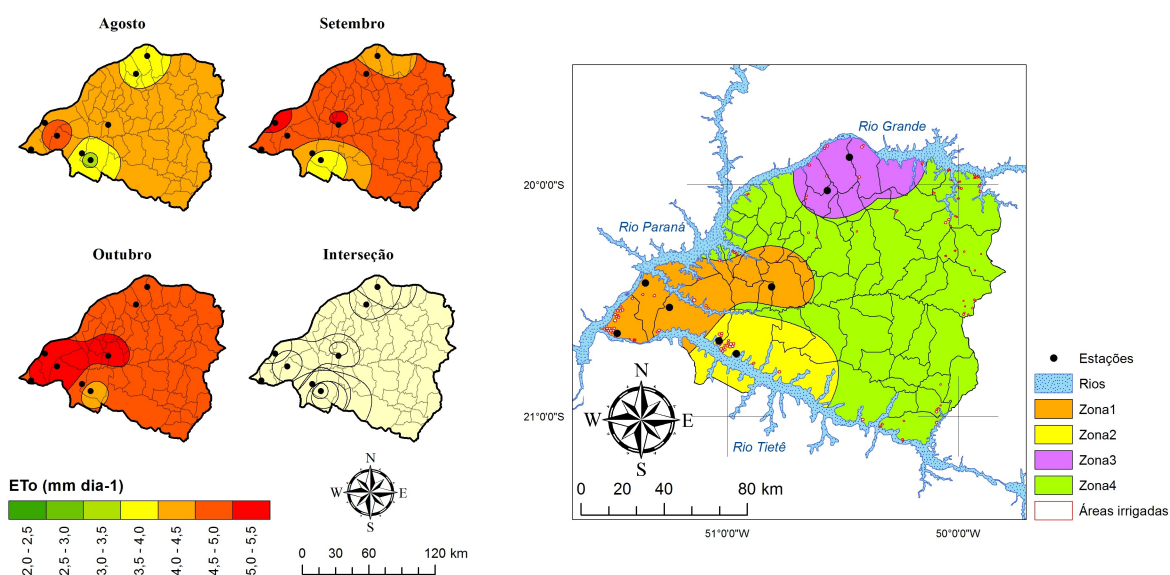 Agosto
Setembro
Outubro
Interseção
ETo (mm dia-1)
2,0 - 2,5
2,5 - 3,0
3,0 - 3,5
3,5 - 4,0
4,0 - 4,5
4,5 - 5,0
5,0 - 5,5
N
W
E
S
0 30 60 120 km
Rio Grande
20°0'0"S
Rio Paraná
21°0'0"S
Rio Tietê
N
W
E
S
0 20 40 80 km
51°0'0"W
50°0'0"W
Estações
Rios
Zona1
Zona2
Zona3
Zona4
Áreas irrigadas